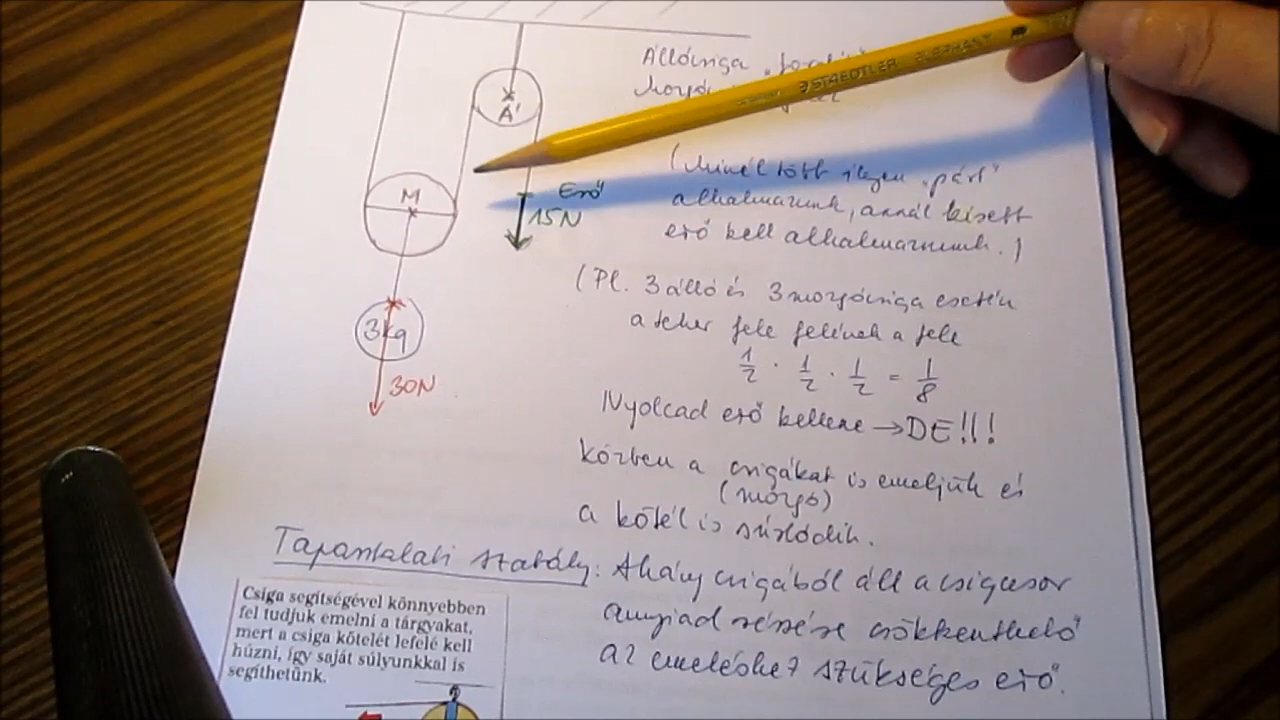 Állócsiga
STAEDTLER ELEPHANT
A'
M
(Minél több ilyen "párt"
alkalmazunk, annál kisebb
erő kell alkalmaznunk.)
Erő
15N
(Pl. 3 álló és 3 mozgócsiga esetén
a teher fele felének a fele
1/2 · 1/2 · 1/2 = 1/8
3kg
30N
Nyolcad erő kellene → DE!!!
közben a csigákat is emeljük és
(mozgó)
a kötél is súrlódik.
Tapasztalati szabály: Ahány csigából áll a csigasor
annyiad részére csökkenthető
az emeléshez szükséges erő.
Csiga segítségével könnyebben
fel tudjuk emelni a tárgyakat,
mert a csiga kötelét lefelé kell
húzni, így saját súlyunkkal is
segíthetünk.